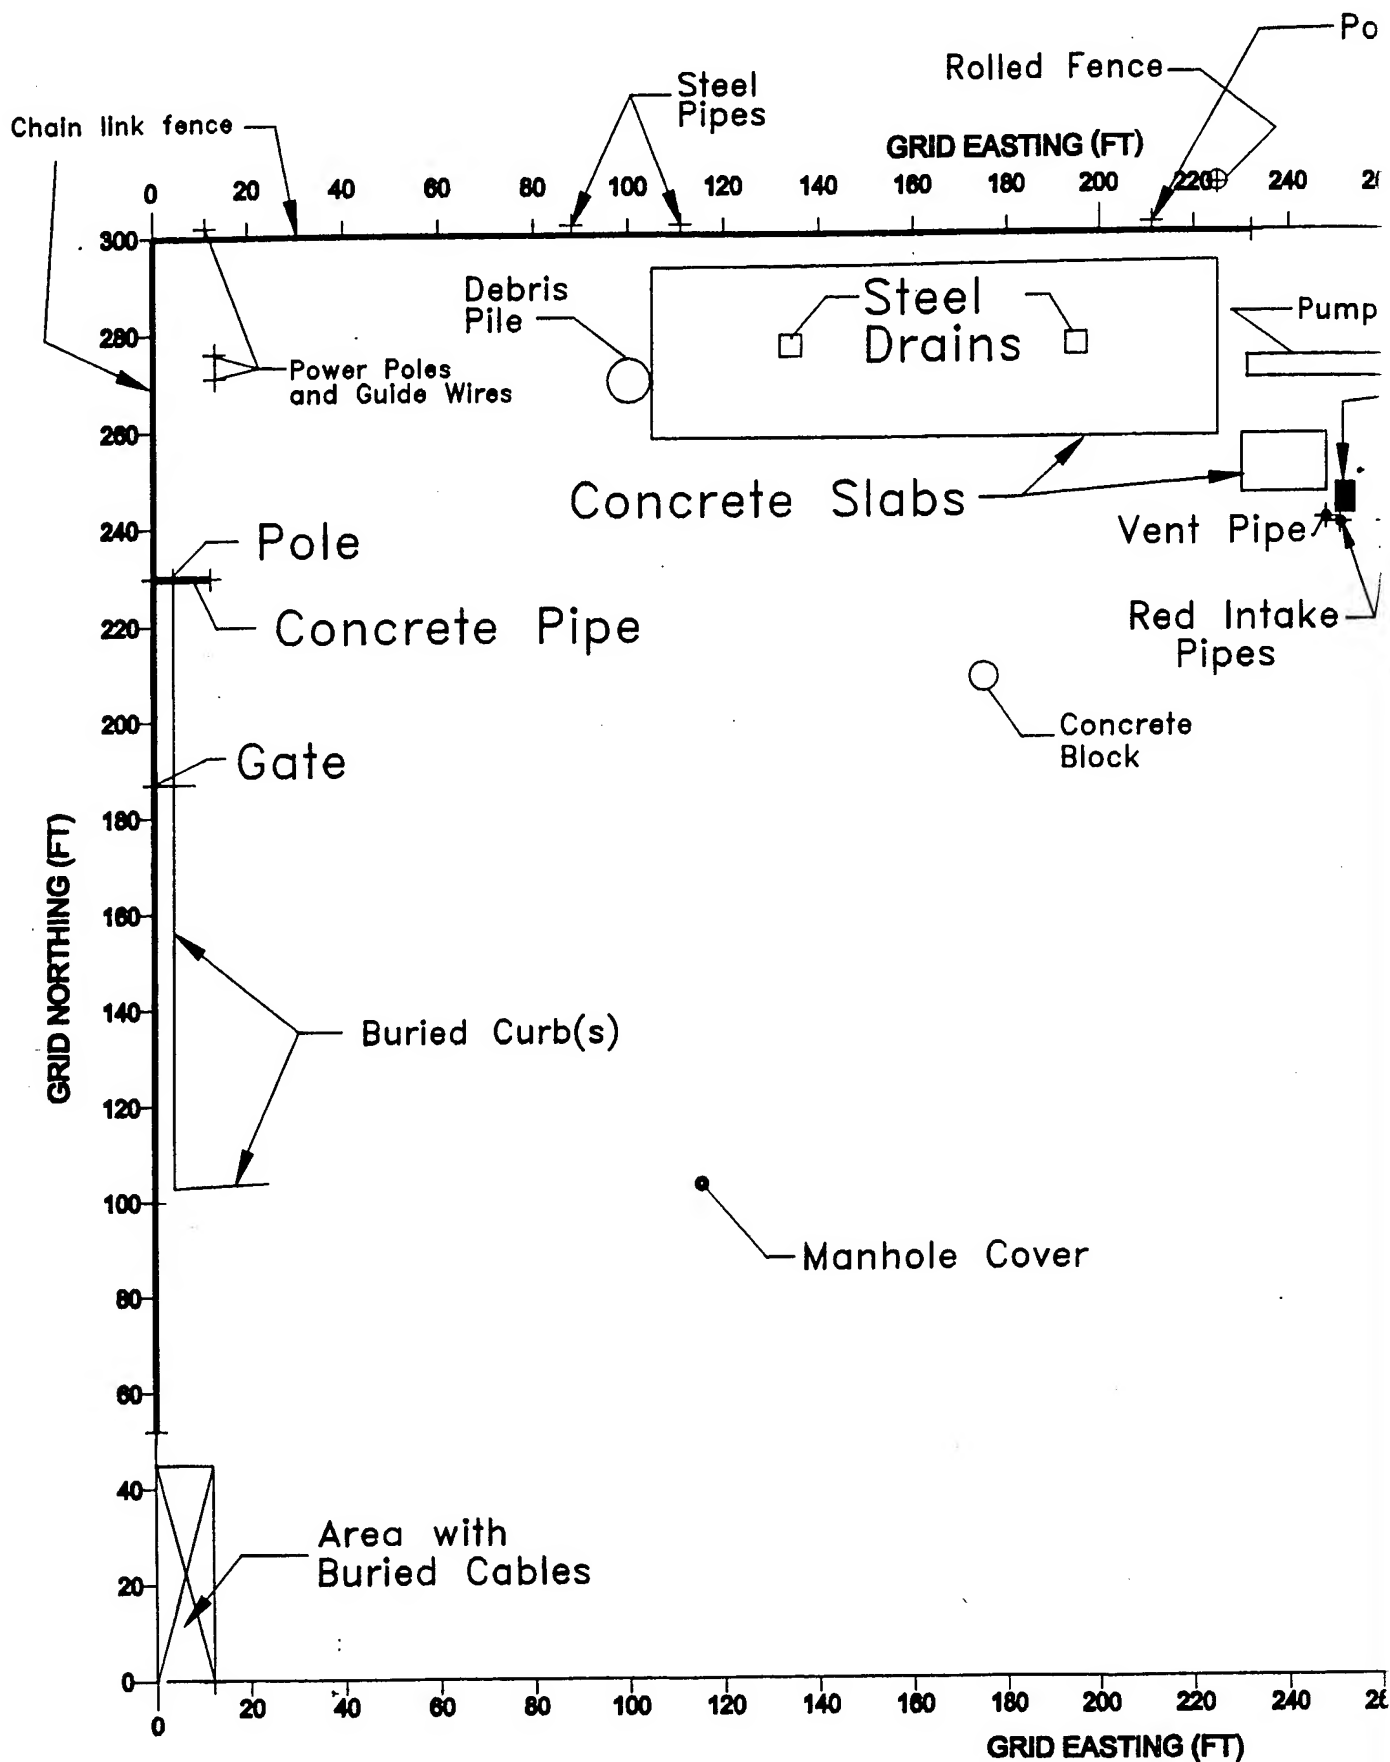 Po
Rolled Fence
Steel
Pipes
Chain link fence
GRID EASTING (FT)
0 20 40 60 80 100 120 140 160 180 200 220 240
300
280
260
240
220
200
180
160
140
120
100
80
60
40
20
0
GRID NORTHING (FT)
Debris
Pile
Steel
Drains
Pump
Power Poles
and Guide Wires
Concrete Slabs
Vent Pipe
Pole
Red Intake
Pipes
Concrete Pipe
Concrete
Block
Gate
Buried Curb(s)
Manhole Cover
Area with
Buried Cables
0 20 40 60 80 100 120 140 160 180 200 220 240
GRID EASTING (FT)